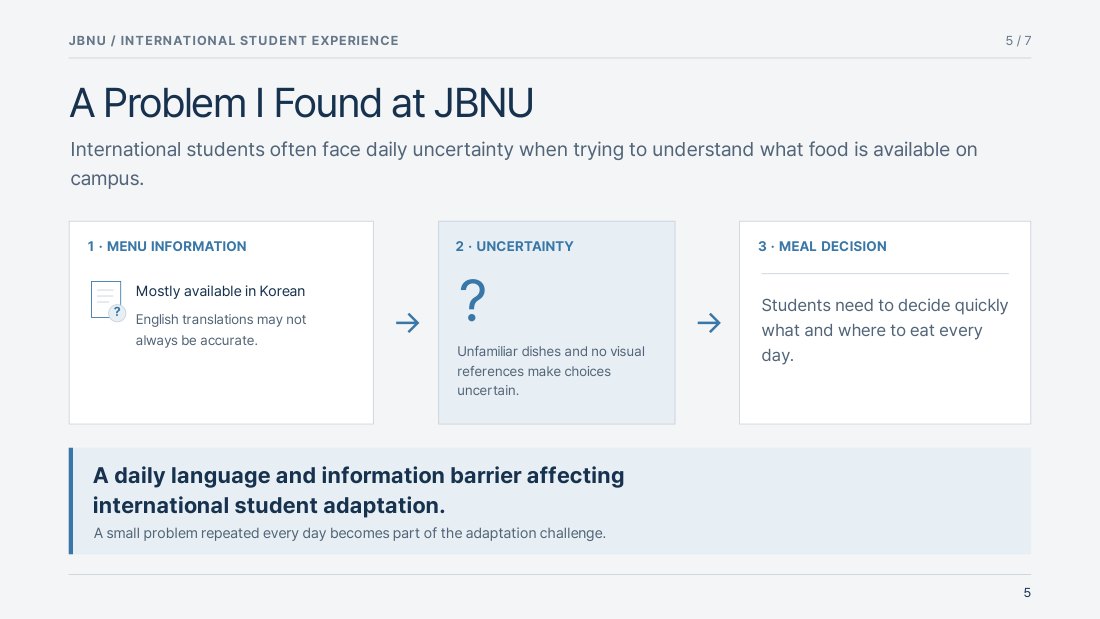 JBNU / INTERNATIONAL STUDENT EXPERIENCE
5 / 7
A Problem I Found at JBNU
International students often face daily uncertainty when trying to understand what food is available on
campus.
1 · MENU INFORMATION
?
Mostly available in Korean
English translations may not
always be accurate.
→
2 · UNCERTAINTY
?
Unfamiliar dishes and no visual
references make choices
uncertain.
→
3 · MEAL DECISION
Students need to decide quickly
what and where to eat every
day.
A daily language and information barrier affecting
international student adaptation.
A small problem repeated every day becomes part of the adaptation challenge.
5